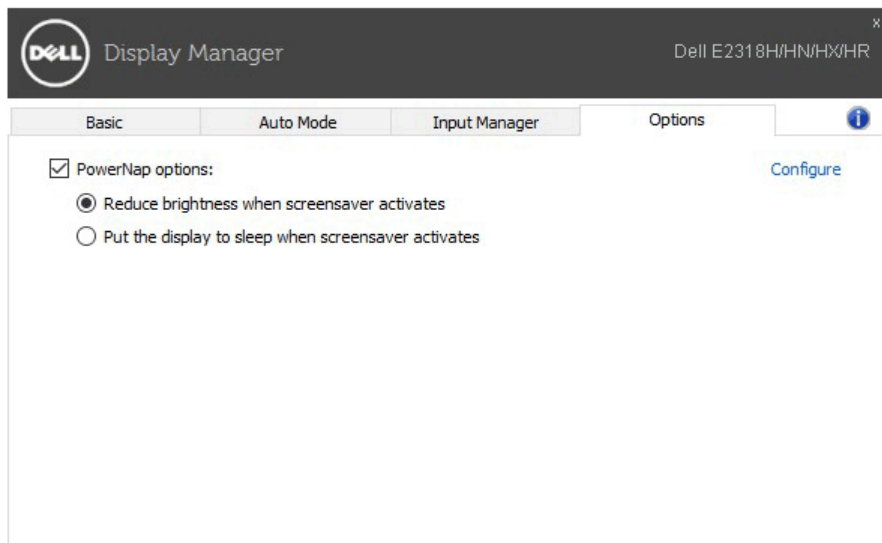 x
DELL Display Manager Dell E2318H/HN/HX/HR
Basic Auto Mode Input Manager Options i
PowerNap options: Configure
Reduce brightness when screensaver activates
Put the display to sleep when screensaver activates